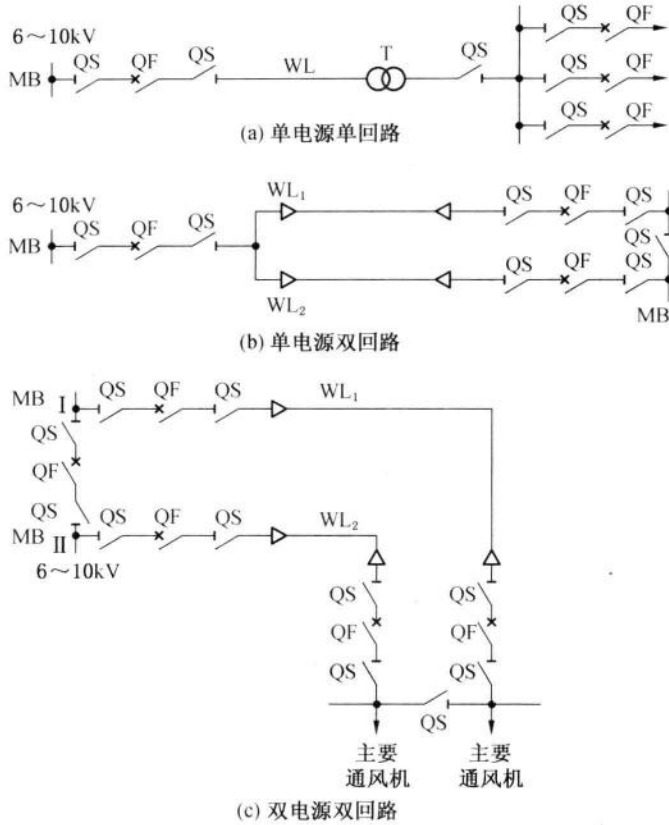 6～10kV
MB
QS
QF
QS
WL
T
QS
QS
QF
QS
QF
QS
QF
(a) 单电源单回路
6～10kV
MB
QS
QF
QS
WL₁
WL₂
QS
QF
QS
QS
QS
QF
QS
MB
(b) 单电源双回路
MB
I
QS
QF
QS
WL₁
QS
QF
QS
MB
II
QS
QF
QS
WL₂
6～10kV
QS
QF
QS
QS
QF
QS
QS
主要
通风机
主要
通风机
(c) 双电源双回路